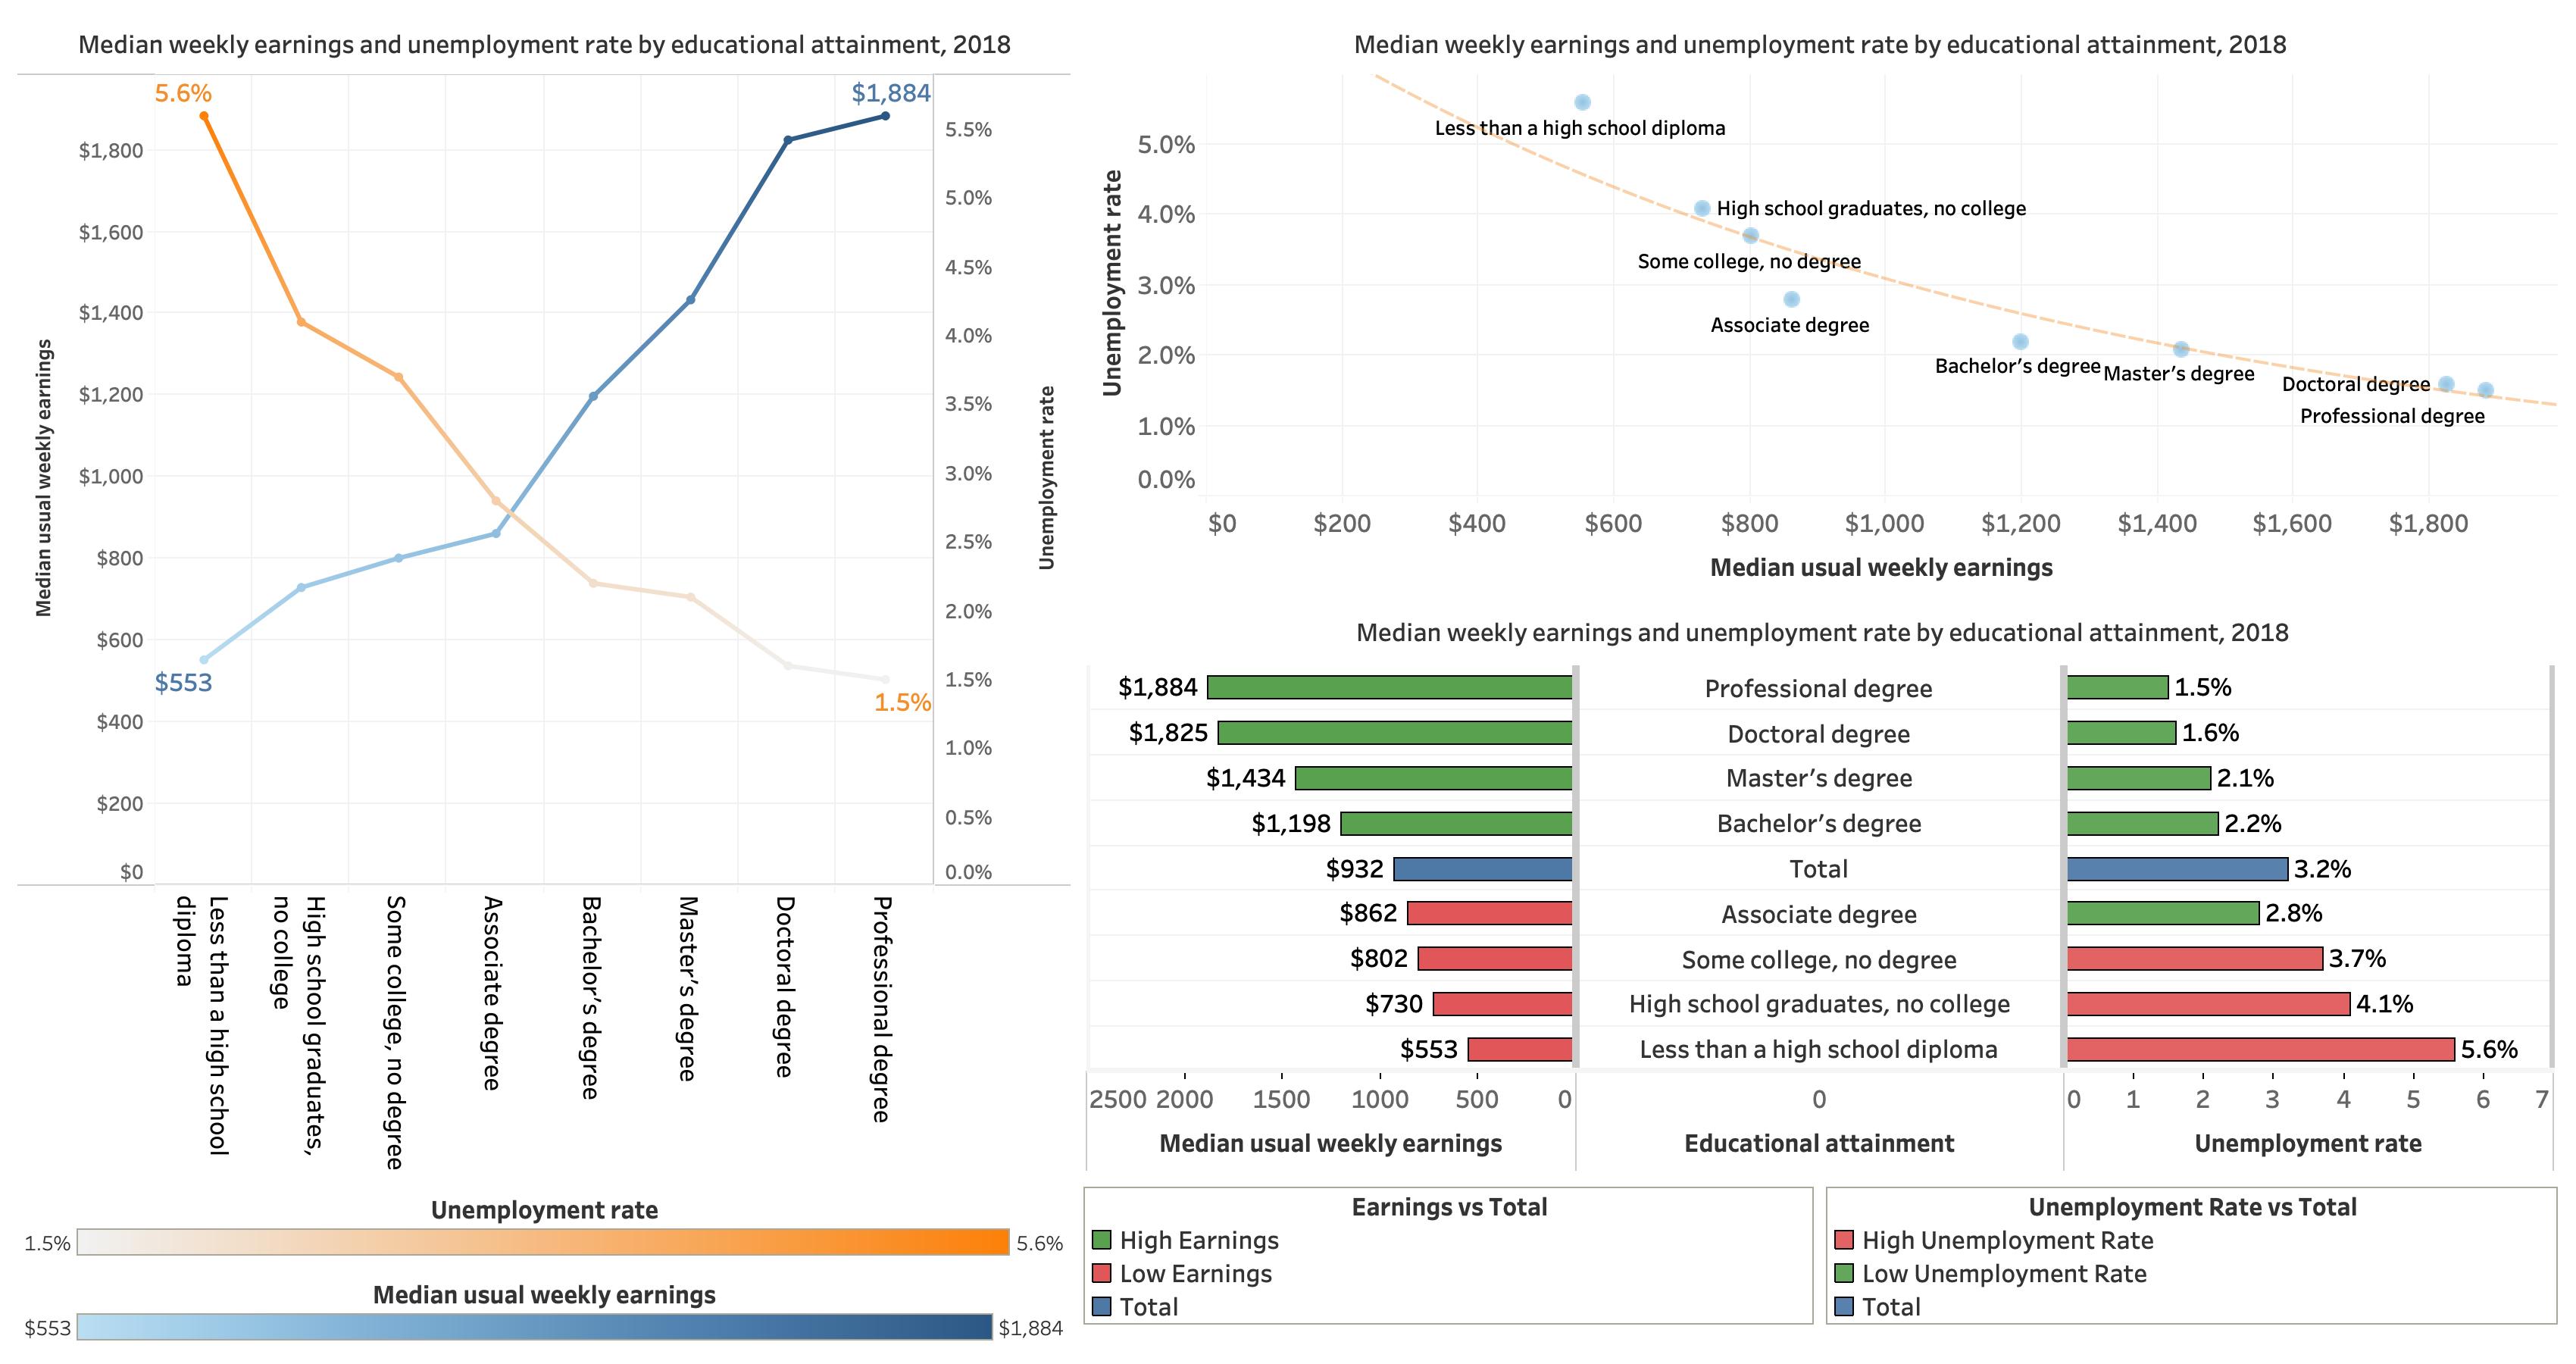 Median weekly earnings and unemployment rate by educational attainment, 2018
5.6%
$1,884
$1,800
$1,600
$1,400
$1,200
$1,000
$800
$600
$400
$200
$0
Median usual weekly earnings
$553
1.5%
5.5%
5.0%
4.5%
4.0%
3.5%
3.0%
2.5%
2.0%
1.5%
1.0%
0.5%
0.0%
Unemployment rate
Less than a high school
diploma
High school graduates,
no college
Some college, no degree
Associate degree
Bachelor’s degree
Master’s degree
Doctoral degree
Professional degree
Unemployment rate
1.5% 5.6%
Median usual weekly earnings
$553 $1,884
Median weekly earnings and unemployment rate by educational attainment, 2018
Unemployment rate
5.0%
4.0%
3.0%
2.0%
1.0%
0.0%
Less than a high school diploma
High school graduates, no college
Some college, no degree
Associate degree
Bachelor’s degree
Master’s degree
Doctoral degree
Professional degree
$0 $200 $400 $600 $800 $1,000 $1,200 $1,400 $1,600 $1,800
Median usual weekly earnings
Median weekly earnings and unemployment rate by educational attainment, 2018
$1,884 Professional degree 1.5%
$1,825 Doctoral degree 1.6%
$1,434 Master’s degree 2.1%
$1,198 Bachelor’s degree 2.2%
$932 Total 3.2%
$862 Associate degree 2.8%
$802 Some college, no degree 3.7%
$730 High school graduates, no college 4.1%
$553 Less than a high school diploma 5.6%
2500 2000 1500 1000 500 0 0 0 1 2 3 4 5 6 7
Median usual weekly earnings Educational attainment Unemployment rate
Earnings vs Total
High Earnings
Low Earnings
Total
Unemployment Rate vs Total
High Unemployment Rate
Low Unemployment Rate
Total